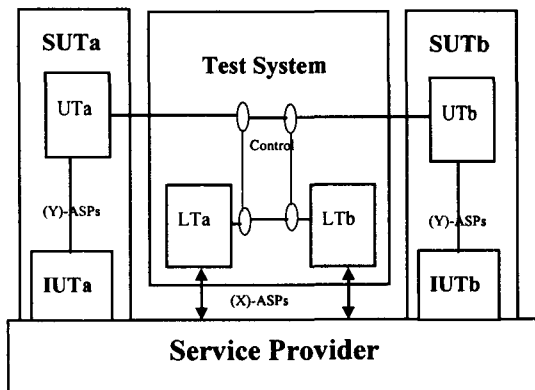 SUTa
Test System
SUTb
UTa
UTb
Control
(Y)-ASPs
LTa
LTb
(Y)-ASPs
IUTa
(X)-ASPs
IUTb
Service Provider